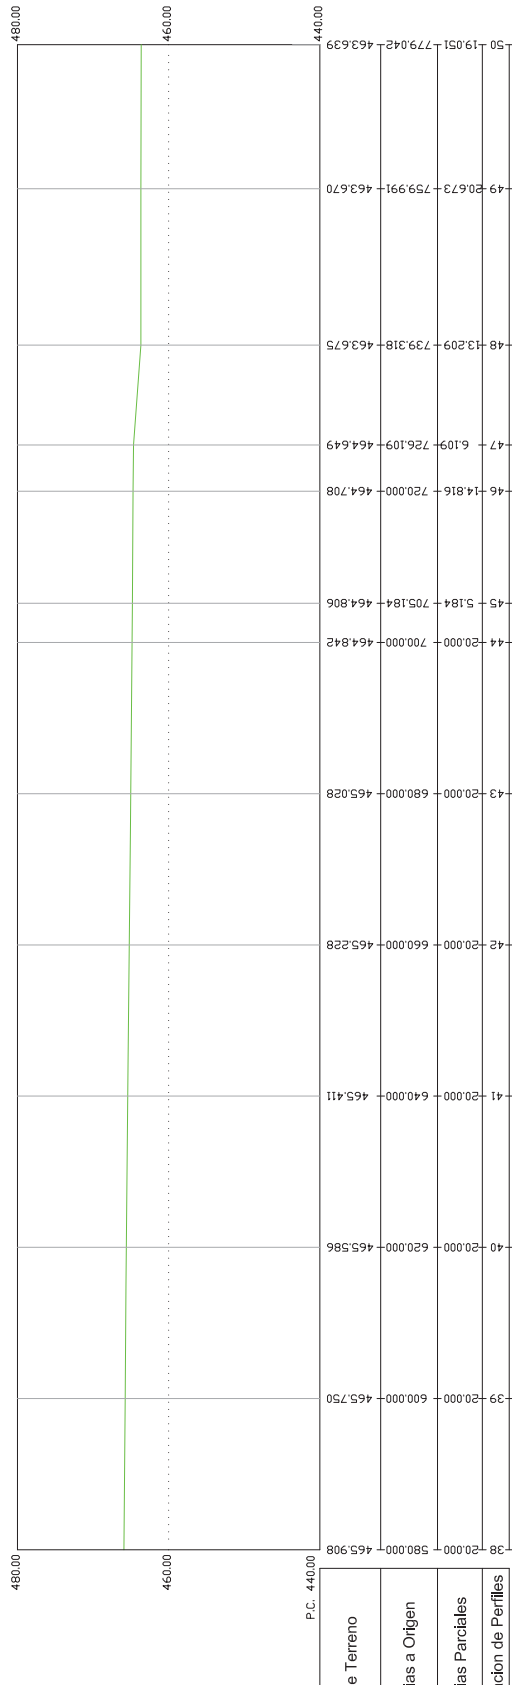 480.00
460.00
P.C. 440.00
480.00
460.00
440.00
e Terreno
465.908 465.750 465.586 465.411 465.228 465.028 464.842 464.806 464.708 464.649 463.675 463.670 463.639
ias a Origen
580.000 600.000 620.000 640.000 660.000 680.000 700.000 705.184 720.000 726.109 739.318 759.991 779.042
ias Parciales
20.000 20.000 20.000 20.000 20.000 20.000 20.000 5.184 14.816 6.109 13.209 20.673 19.051
cion de Perfiles
38 39 40 41 42 43 44 45 46 47 48 49 50